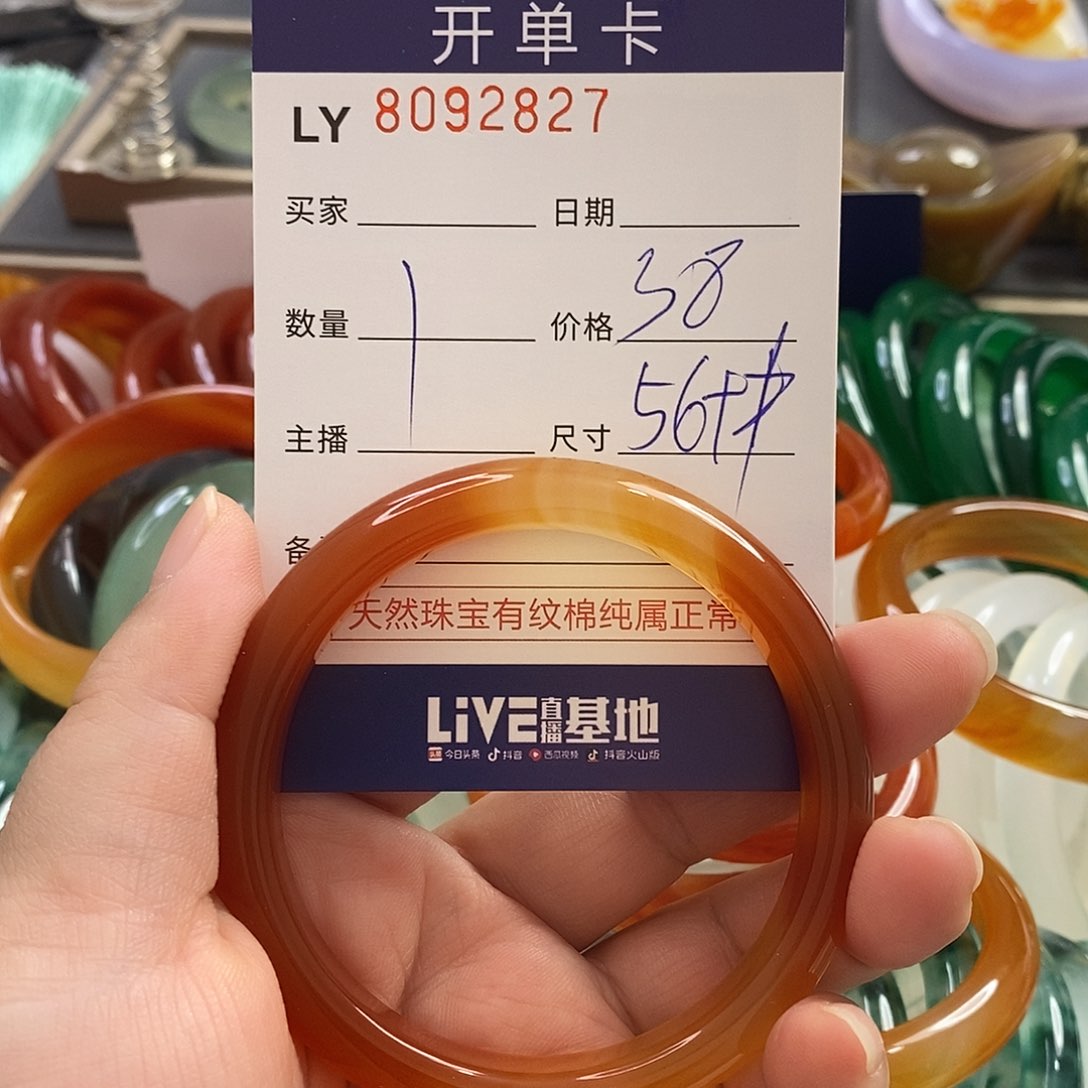 开单卡
LY 8092827
买家 日期
数量 1 价格 38
主播 尺寸 56
备
天然珠宝有纹棉纯属正常
LiVE直播基地
今日头条 抖音 西瓜视频 抖音火山版